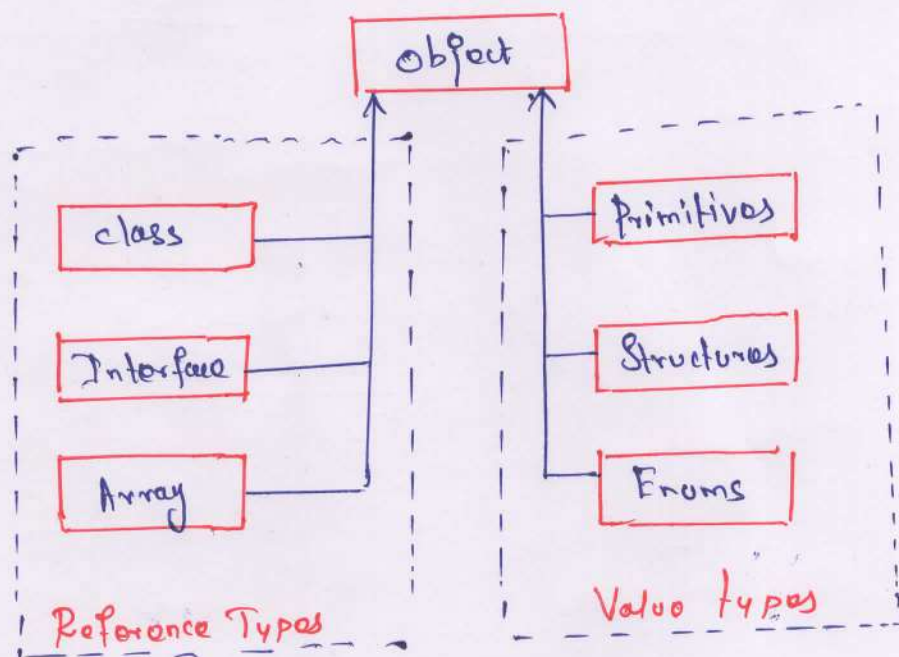 Object
class
Interface
Array
Reference Types
Primitives
Structures
Enums
Value types